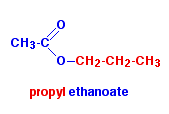 O
CH3-C
O-CH2-CH2-CH3
propyl ethanoate